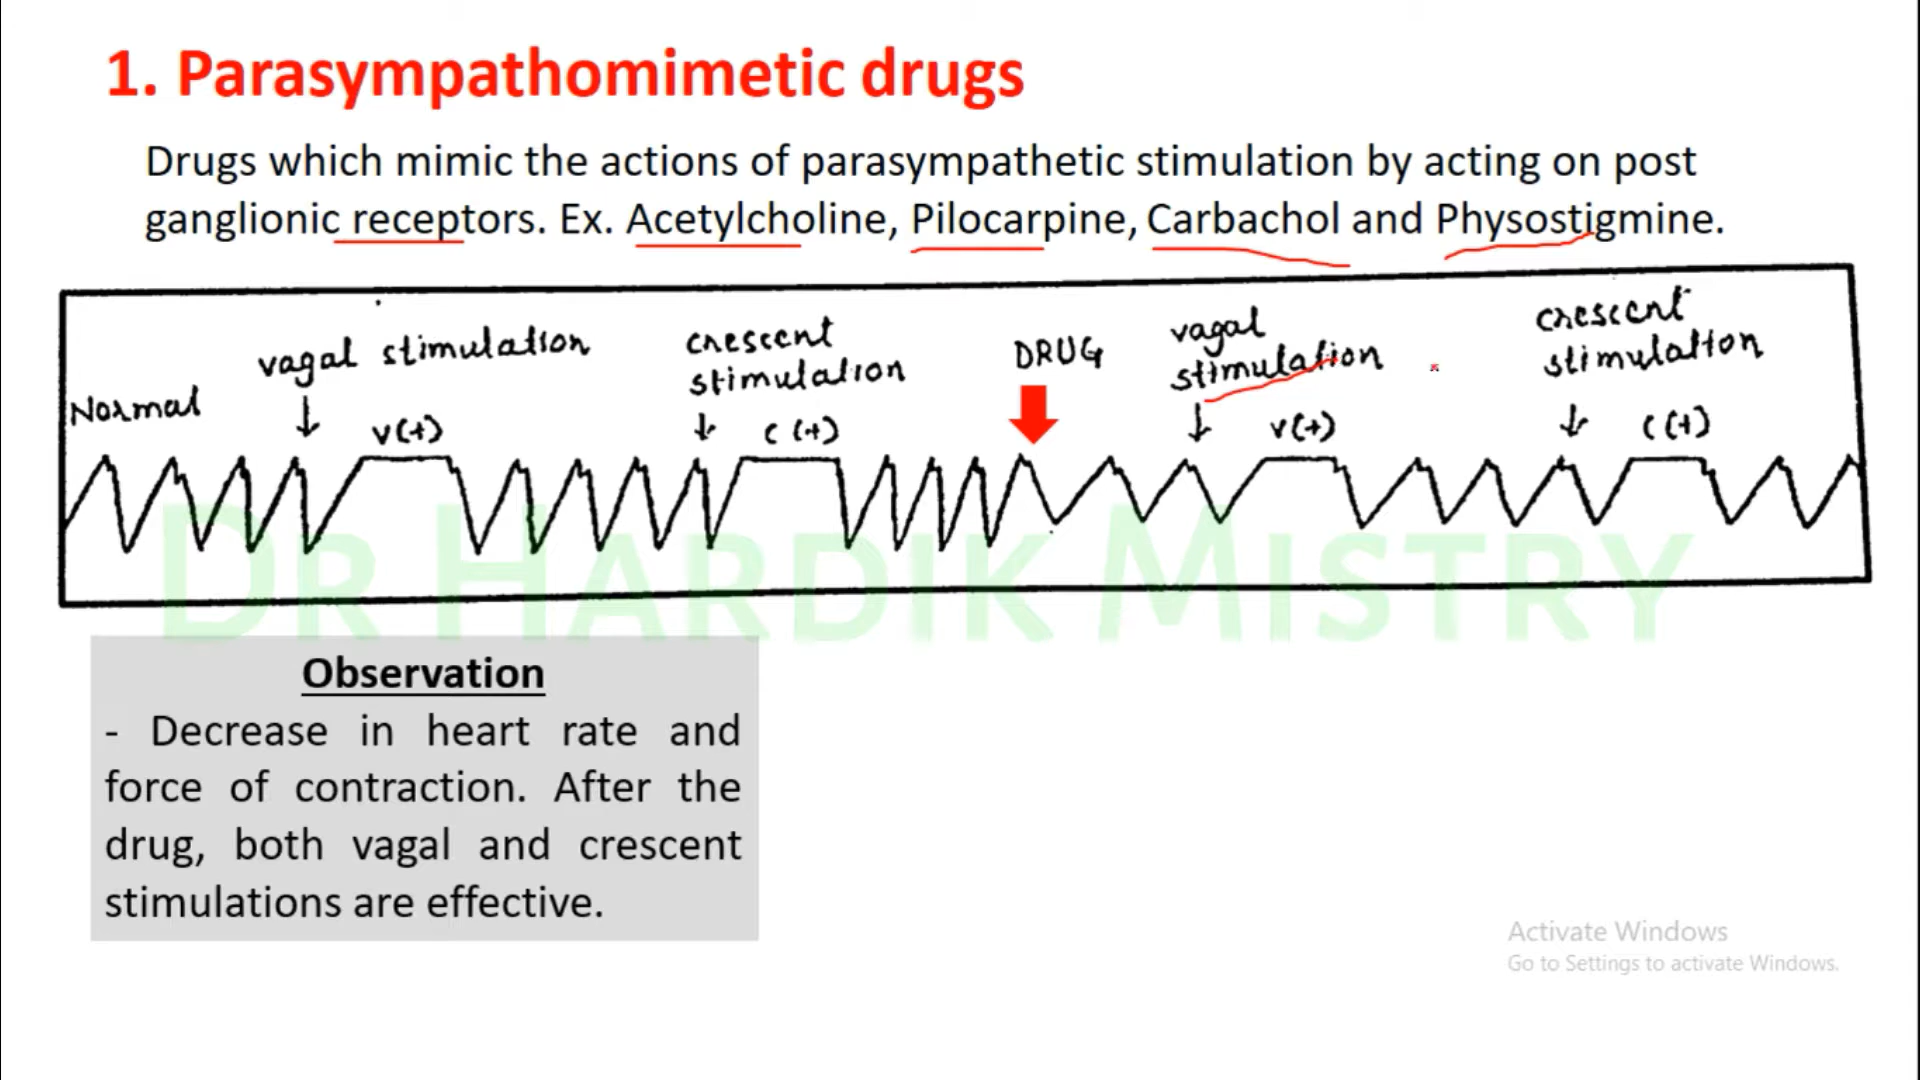 1. Parasympathomimetic drugs
Drugs which mimic the actions of parasympathetic stimulation by acting on post
ganglionic receptors. Ex. Acetylcholine, Pilocarpine, Carbachol and Physostigmine.
Normal
vagal stimulation
V(+)
crescent
stimulation
C (+)
DRUG
vagal
stimulation
V(+)
crescent
stimulation
C (+)
DR HARDIK MISTRY
Observation
- Decrease in heart rate and
force of contraction. After the
drug, both vagal and crescent
stimulations are effective.
Activate Windows
Go to Settings to activate Windows.